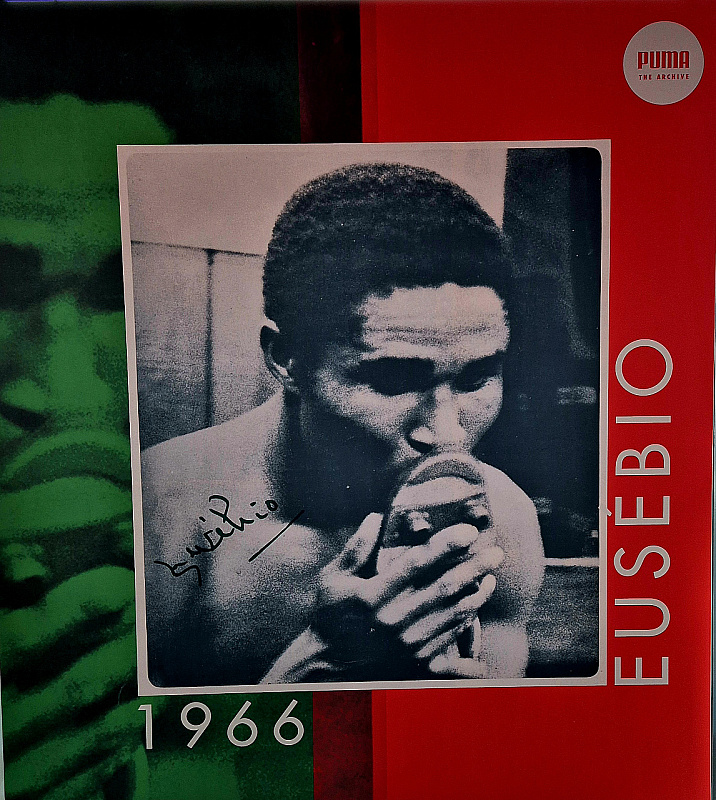 PUMA
THE ARCHIVE
EUSÉBIO
Eusébio
1966